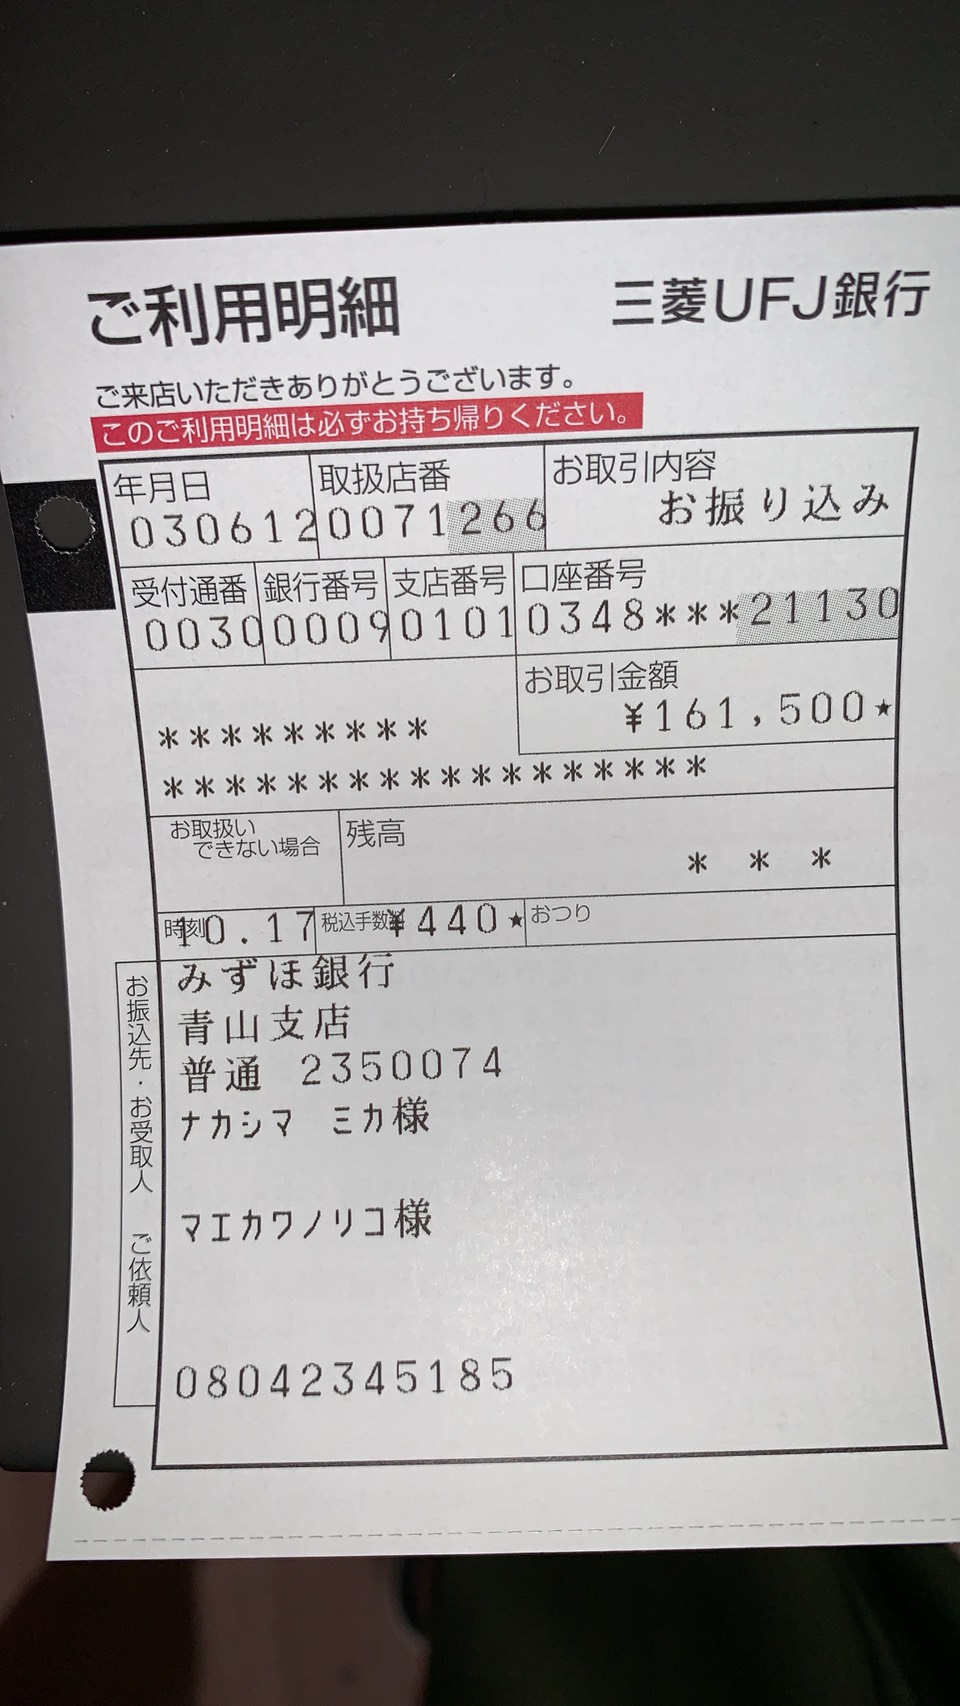 ご利用明細 三菱UFJ銀行
ご来店いただきありがとうございます。
このご利用明細は必ずお持ち帰りください。
年月日 取扱店番 お取引内容
030612 0071266 お振り込み
受付通番 銀行番号 支店番号 口座番号
0030 0009 0101 0348***21130
お取引金額
¥161,500★
*********
******************
お取扱いできない場合 残高
* * *
時刻 10.17 税込手数料 ¥440★ おつり
お振込先・お受取人 ご依頼人
みずほ銀行
青山支店
普通 2350074
ナカシマ ミカ様
マエカワノリコ様
08042345185